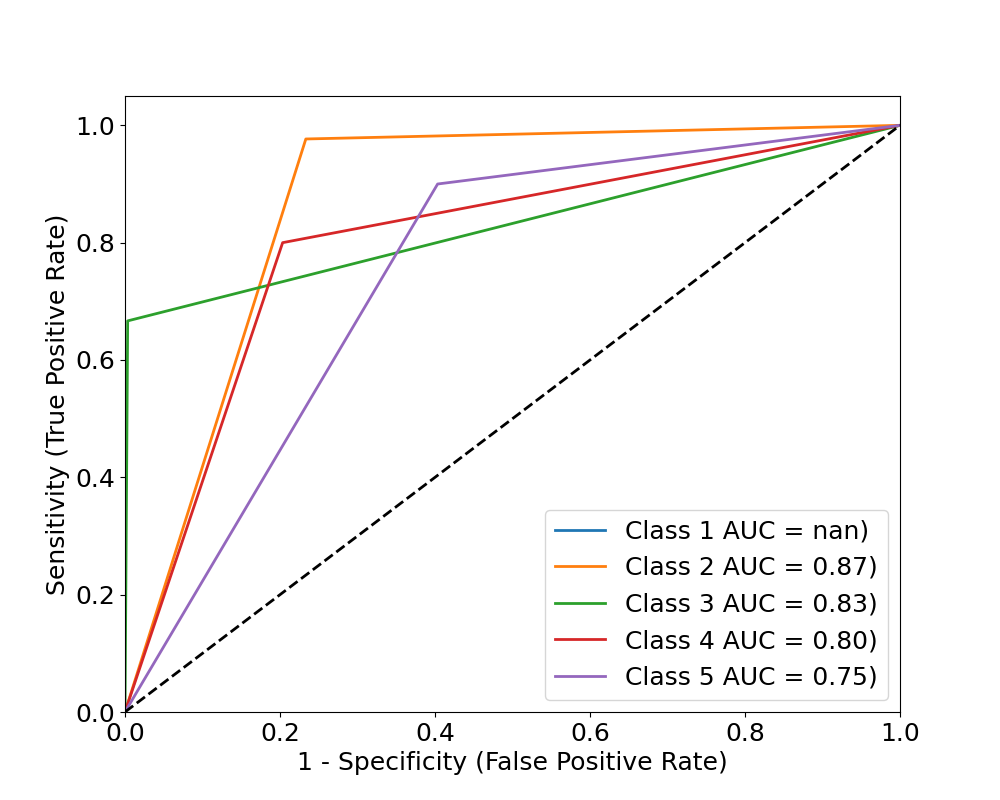 1.0
0.8
0.6
0.4
0.2
0.0
Sensitivity (True Positive Rate)
Class 1 AUC = nan)
Class 2 AUC = 0.87)
Class 3 AUC = 0.83)
Class 4 AUC = 0.80)
Class 5 AUC = 0.75)
0.0 0.2 0.4 0.6 0.8 1.0
1 - Specificity (False Positive Rate)